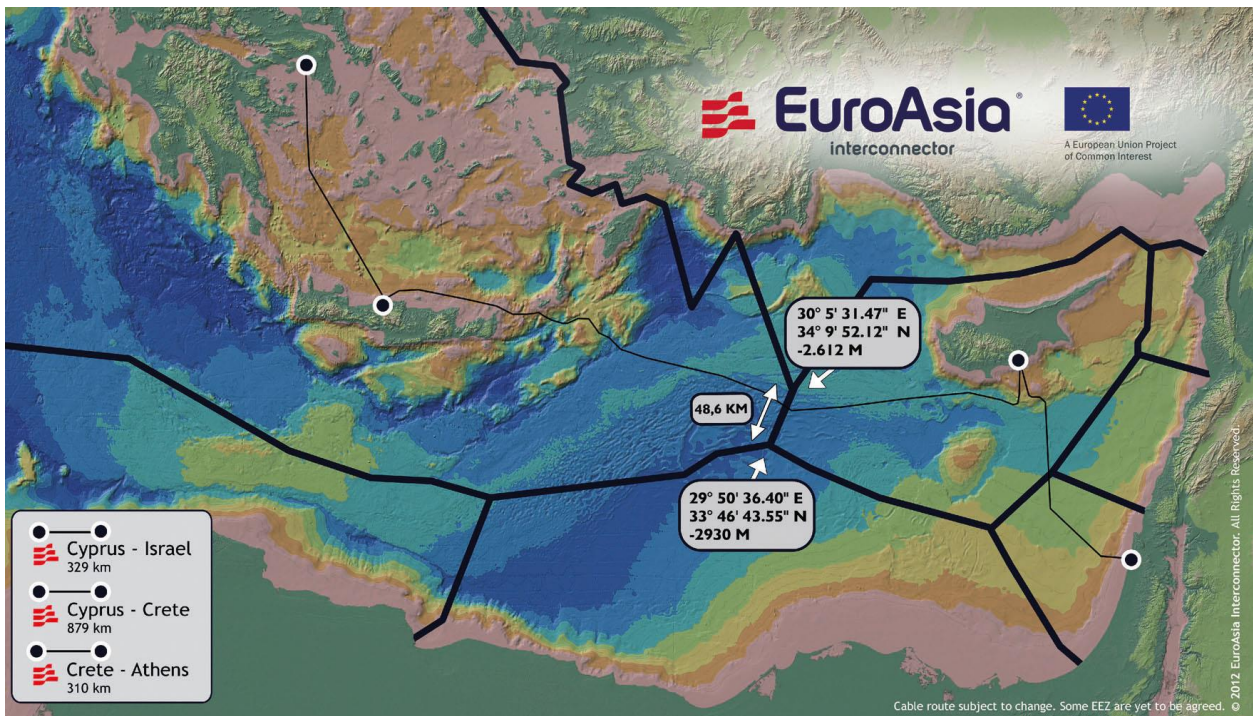 EuroAsia®
interconnector
A European Union Project
of Common Interest
30° 5' 31.47" E
34° 9' 52.12" N
-2.612 M
48,6 KM
29° 50' 36.40" E
33° 46' 43.55" N
-2930 M
Cyprus - Israel
329 km
Cyprus - Crete
879 km
Crete - Athens
310 km
Cable route subject to change. Some EEZ are yet to be agreed.
© 2012 EuroAsia Interconnector. All Rights Reserved.